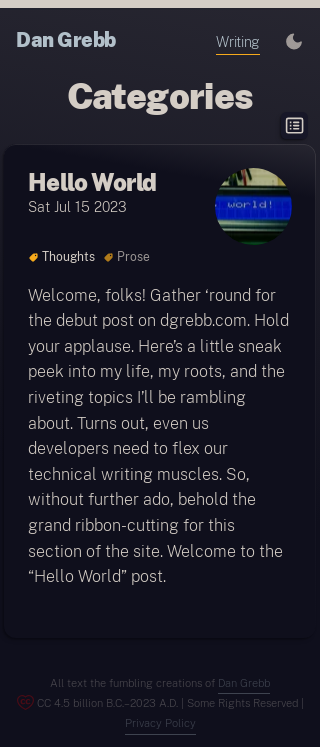 Dan Grebb
Writing
Categories
Hello World
Sat Jul 15 2023
world!
Thoughts Prose
Welcome, folks! Gather ‘round for
the debut post on dgrebb.com. Hold
your applause. Here’s a little sneak
peek into my life, my roots, and the
riveting topics I’ll be rambling
about. Turns out, even us
developers need to flex our
technical writing muscles. So,
without further ado, behold the
grand ribbon-cutting for this
section of the site. Welcome to the
“Hello World” post.
All text the fumbling creations of Dan Grebb
CC 4.5 billion B.C.–2023 A.D. | Some Rights Reserved |
Privacy Policy